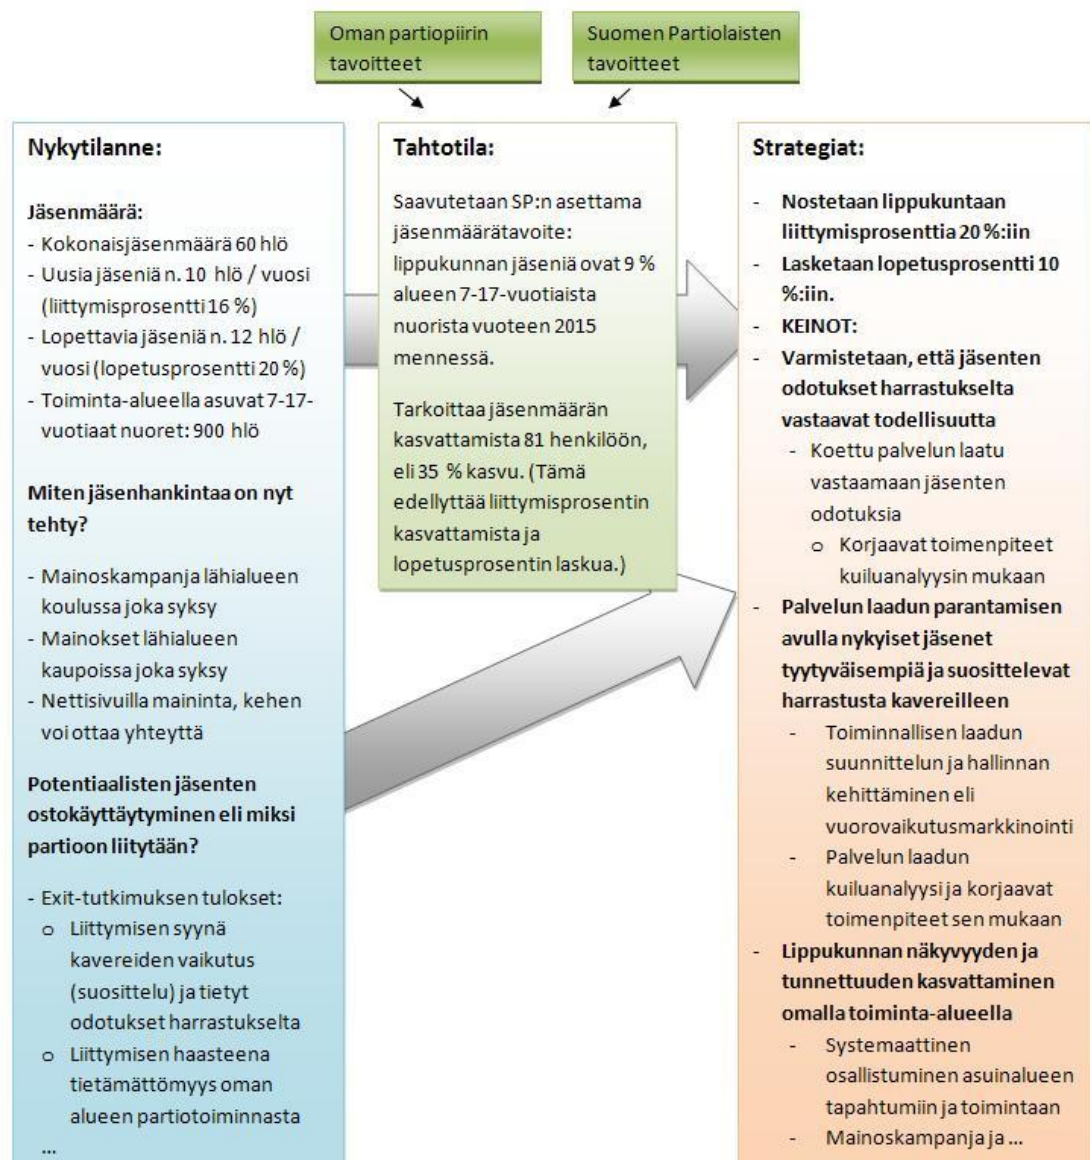 Oman partiopiirin
tavoitteet
Suomen Partiolaisten
tavoitteet
Nykytilanne:
Jäsenmäärä:
- Kokonaisjäsenmäärä 60 hlö
- Uusia jäseniä n. 10 hlö / vuosi
(liittymisprosentti 16 %)
- Lopettavia jäseniä n. 12 hlö /
vuosi (lopetusprosentti 20 %)
- Toiminta-alueella asuvat 7-17-
vuotiaat nuoret: 900 hlö
Miten jäsenhankintaa on nyt
tehty?
- Mainoskampanja lähialueen
koulussa joka syksy
- Mainokset lähialueen
kaupoissa joka syksy
- Nettisivuilla maininta, kehen
voi ottaa yhteyttä
Potentiaalisten jäsenten
ostokäyttäytyminen eli miksi
partioon liitytään?
- Exit-tutkimuksen tulokset:
o Liittymisen syynä
kavereiden vaikutus
(suosittelu) ja tietyt
odotukset harrastukselta
o Liittymisen haasteena
tietämättömyys oman
alueen partiotoiminnasta
...
Tahtotila:
Saavutetaan SP:n asettama
jäsenmäärätavoite:
lippukunnan jäseniä ovat 9 %
alueen 7-17-vuotiaista
nuorista vuoteen 2015
mennessä.
Tarkoittaa jäsenmäärän
kasvattamista 81 henkilöön,
eli 35 % kasvu. (Tämä
edellyttää liittymisprosentin
kasvattamista ja
lopetusprosentin laskua.)
Strategiat:
- Nostetaan lippukuntaan
liittymisprosenttia 20 %:iin
- Lasketaan lopetusprosentti 10
%:iin.
- KEINOT:
- Varmistetaan, että jäsenten
odotukset harrastukselta
vastaavat todellisuutta
- Koettu palvelun laatu
vastaamaan jäsenten
odotuksia
o Korjaavat toimenpiteet
kuiluanalyysin mukaan
- Palvelun laadun parantamisen
avulla nykyiset jäsenet
tyytyväisempiä ja suosittelevat
harrastusta kavereilleen
- Toiminnallisen laadun
suunnittelun ja hallinnan
kehittäminen eli
vuorovaikutusmarkkinointi
- Palvelun laadun
kuiluanalyysi ja korjaavat
toimenpiteet sen mukaan
- Lippukunnan näkyvyyden ja
tunnettuuden kasvattaminen
omalla toiminta-alueella
- Systemaattinen
osallistuminen asuinalueen
tapahtumiin ja toimintaan
- Mainoskampanja ja ...